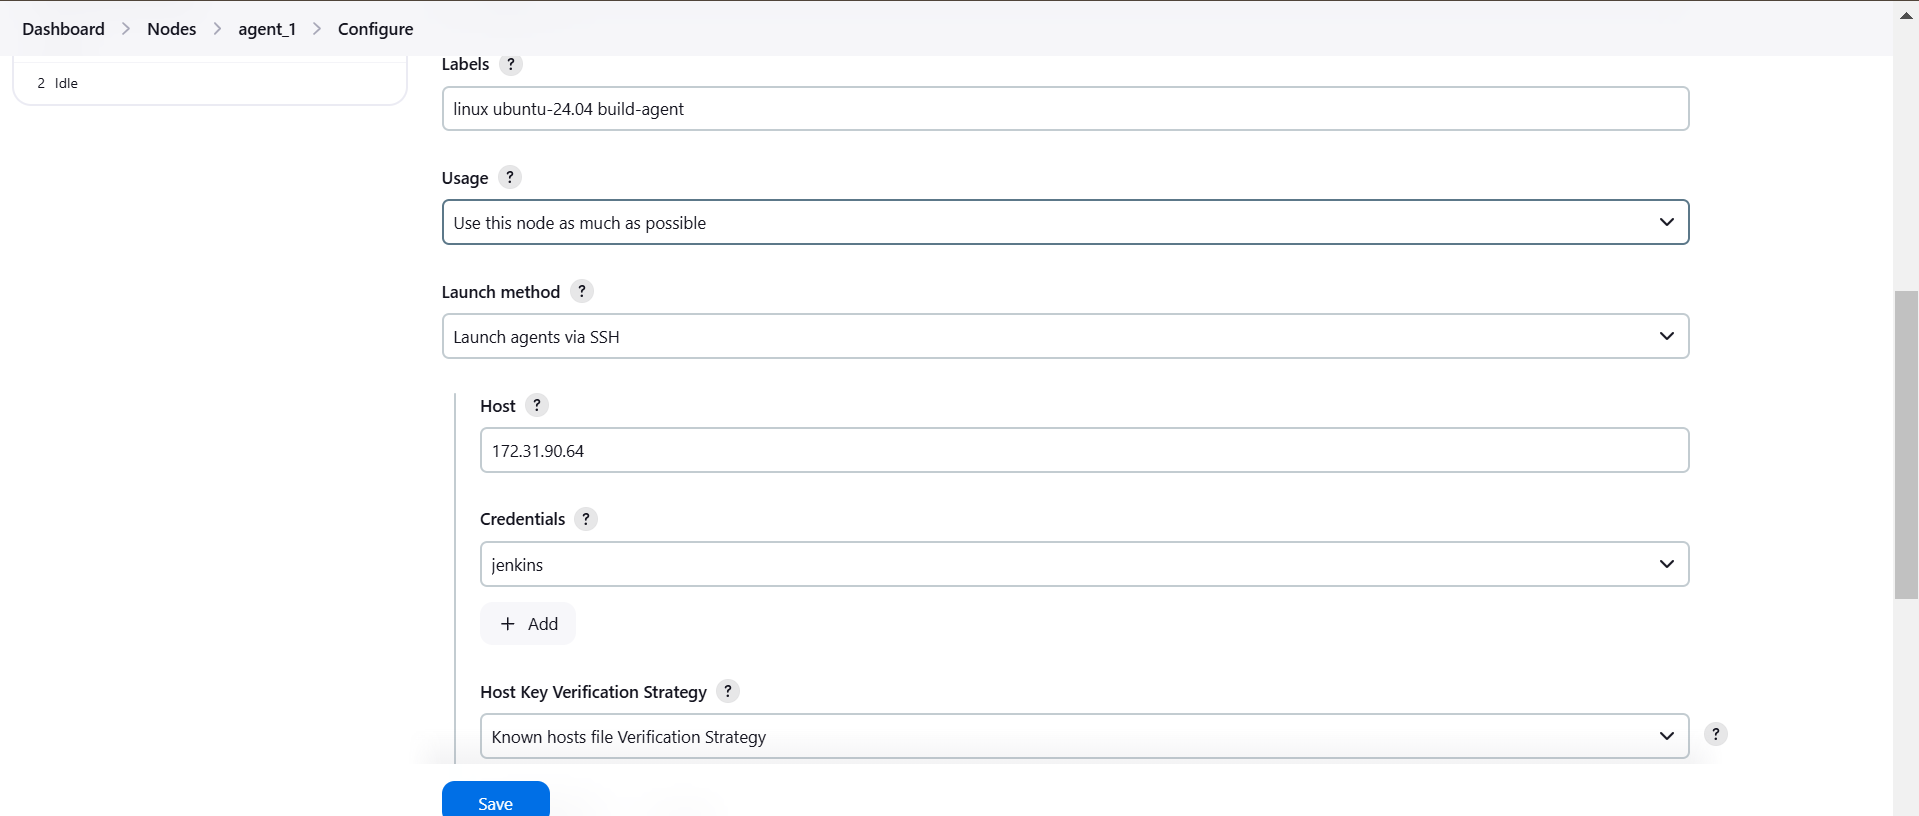 Dashboard > Nodes > agent_1 > Configure
2 Idle
Labels ?
linux ubuntu-24.04 build-agent
Usage ?
Use this node as much as possible
Launch method ?
Launch agents via SSH
Host ?
172.31.90.64
Credentials ?
jenkins
+ Add
Host Key Verification Strategy ?
Known hosts file Verification Strategy
?
Save